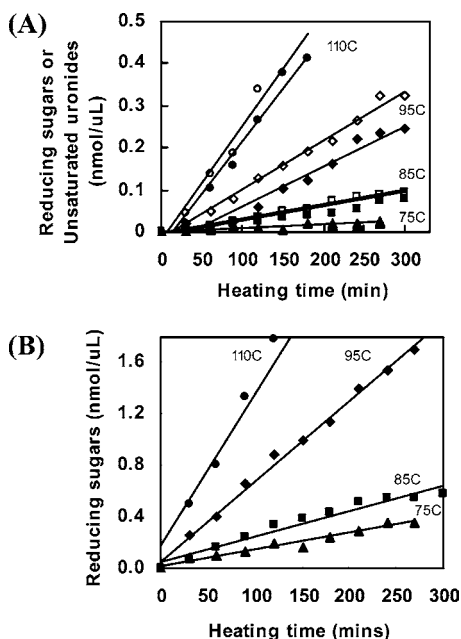 (A)
Reducing sugars or
Unsaturated uronides
(nmol/uL)
0.5
0.4
0.3
0.2
0.1
0
110C
95C
85C
75C
0 50 100 150 200 250 300 350
Heating time (min)
(B)
Reducing sugars (nmol/uL)
1.6
1.2
0.8
0.4
0.0
110C
95C
85C
75C
0 100 200 300
Heating time (mins)